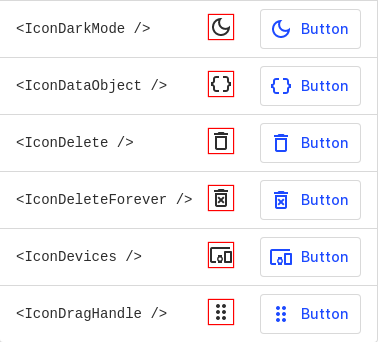 <IconDarkMode /> Button
<IconDataObject /> Button
<IconDelete /> Button
<IconDeleteForever /> Button
<IconDevices /> Button
<IconDragHandle /> Button